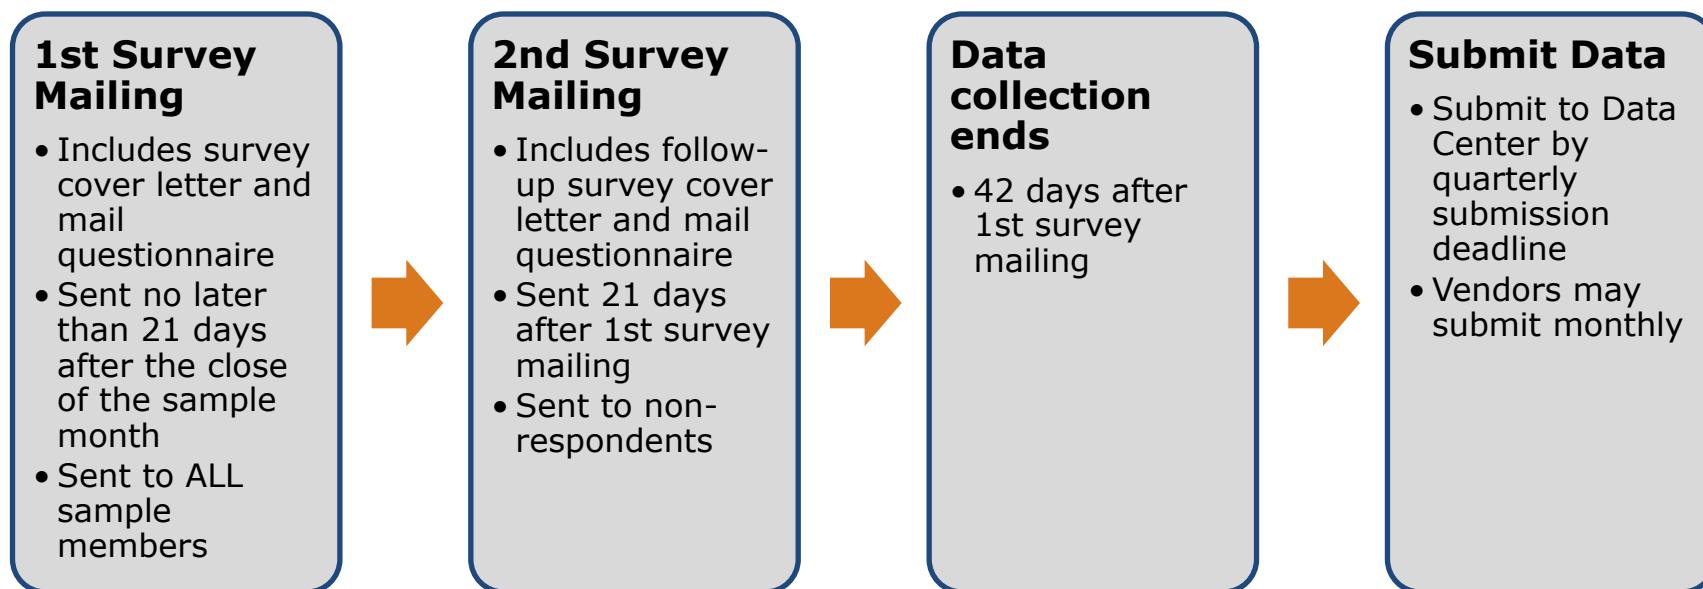 1st Survey
Mailing
• Includes survey
cover letter and
mail
questionnaire
• Sent no later
than 21 days
after the close
of the sample
month
• Sent to ALL
sample
members
2nd Survey
Mailing
• Includes follow-
up survey cover
letter and mail
questionnaire
• Sent 21 days
after 1st survey
mailing
• Sent to non-
respondents
Data
collection
ends
• 42 days after
1st survey
mailing
Submit Data
• Submit to Data
Center by
quarterly
submission
deadline
• Vendors may
submit monthly